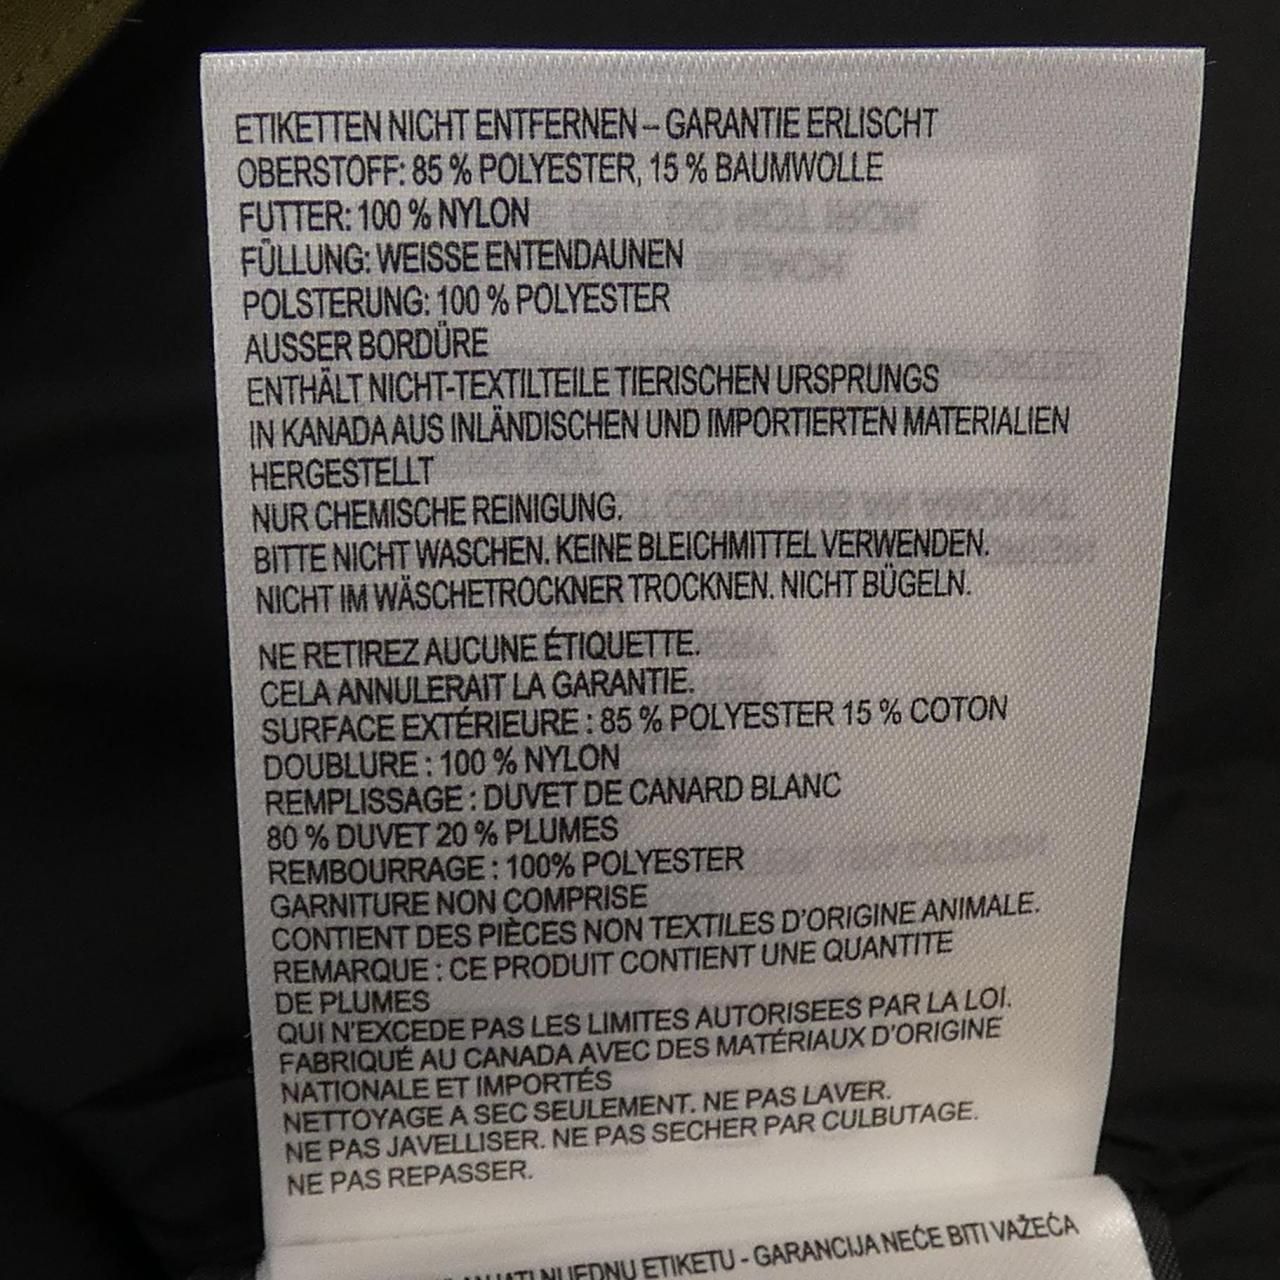 ETIKETTEN NICHT ENTFERNEN – GARANTIE ERLISCHT
OBERSTOFF: 85 % POLYESTER, 15 % BAUMWOLLE
FUTTER: 100 % NYLON
FÜLLUNG: WEISSE ENTENDAUNEN
POLSTERUNG: 100 % POLYESTER
AUSSER BORDÜRE
ENTHÄLT NICHT-TEXTILTEILE TIERISCHEN URSPRUNGS
IN KANADA AUS INLÄNDISCHEN UND IMPORTIERTEN MATERIALIEN
HERGESTELLT
NUR CHEMISCHE REINIGUNG.
BITTE NICHT WASCHEN. KEINE BLEICHMITTEL VERWENDEN.
NICHT IM WÄSCHETROCKNER TROCKNEN. NICHT BÜGELN.
NE RETIREZ AUCUNE ÉTIQUETTE.
CELA ANNULERAIT LA GARANTIE.
SURFACE EXTÉRIEURE : 85 % POLYESTER 15 % COTON
DOUBLURE : 100 % NYLON
REMPLISSAGE : DUVET DE CANARD BLANC
80 % DUVET 20 % PLUMES
REMBOURRAGE : 100% POLYESTER
GARNITURE NON COMPRISE
CONTIENT DES PIÈCES NON TEXTILES D'ORIGINE ANIMALE.
REMARQUE : CE PRODUIT CONTIENT UNE QUANTITE
DE PLUMES
QUI N'EXCEDE PAS LES LIMITES AUTORISEES PAR LA LOI.
FABRIQUÉ AU CANADA AVEC DES MATÉRIAUX D'ORIGINE
NATIONALE ET IMPORTÉS
NETTOYAGE A SEC SEULEMENT. NE PAS LAVER.
NE PAS JAVELLISER. NE PAS SECHER PAR CULBUTAGE.
NE PAS REPASSER.
ETIKETU - GARANCIJA NEĆE BITI VAŽEĆA